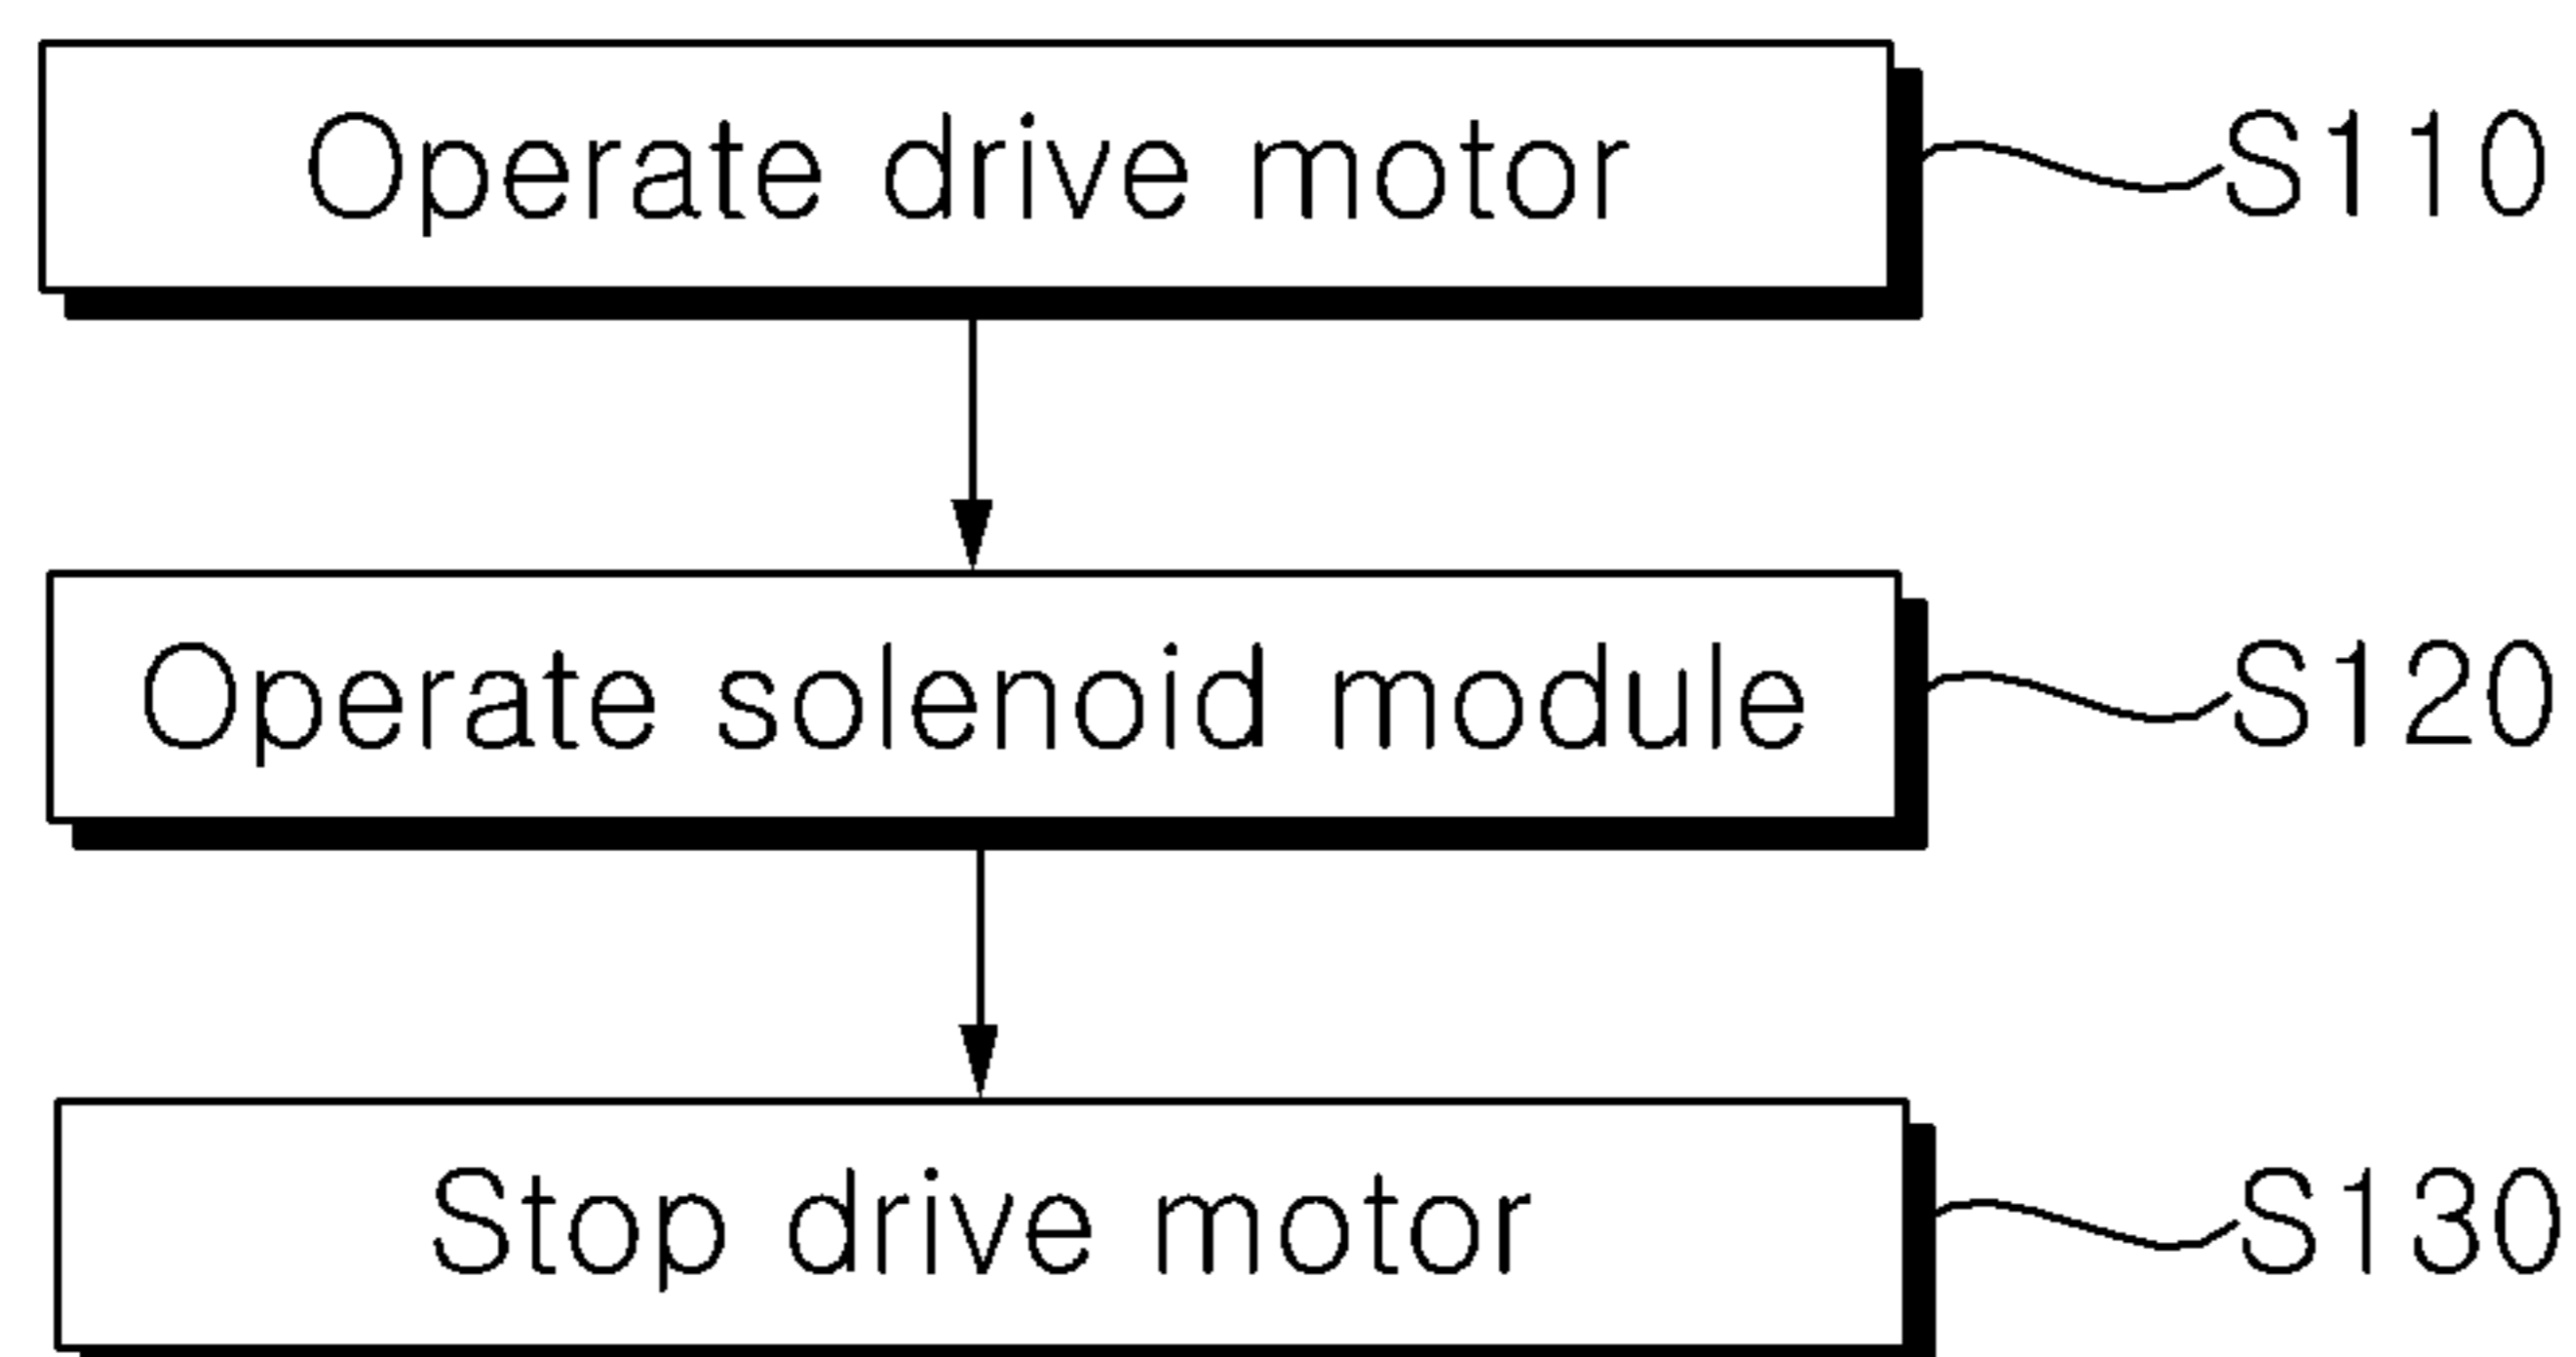 Operate drive motor S110
Operate solenoid module S120
Stop drive motor S130